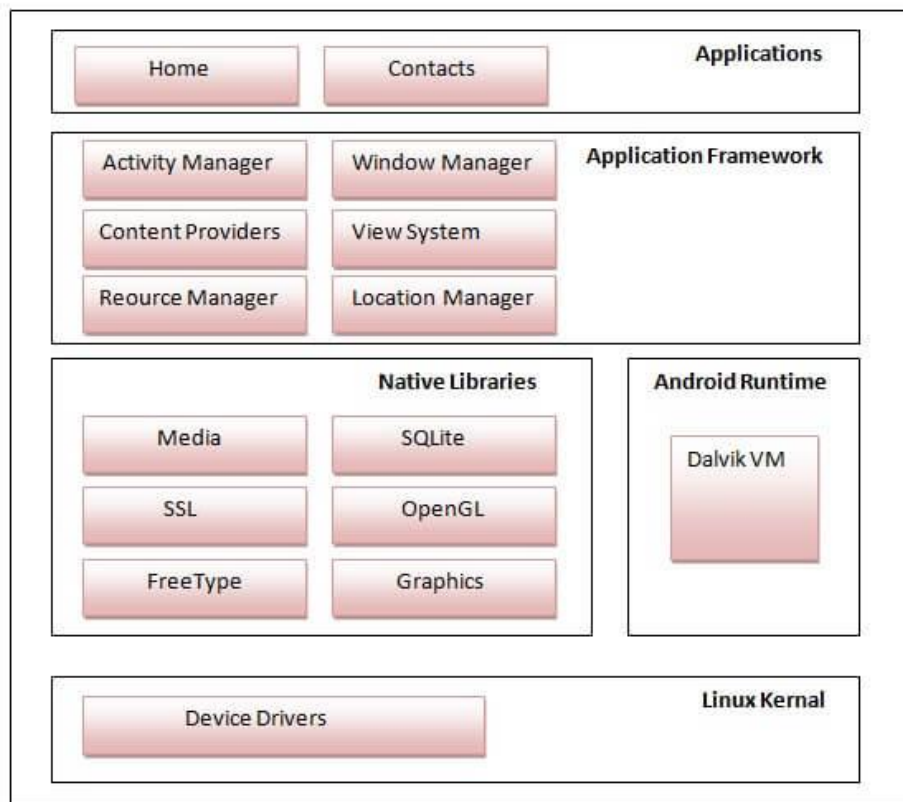 Applications
Home
Contacts
Application Framework
Activity Manager
Window Manager
Content Providers
View System
Reource Manager
Location Manager
Native Libraries
Media
SQLite
SSL
OpenGL
FreeType
Graphics
Android Runtime
Dalvik VM
Linux Kernal
Device Drivers